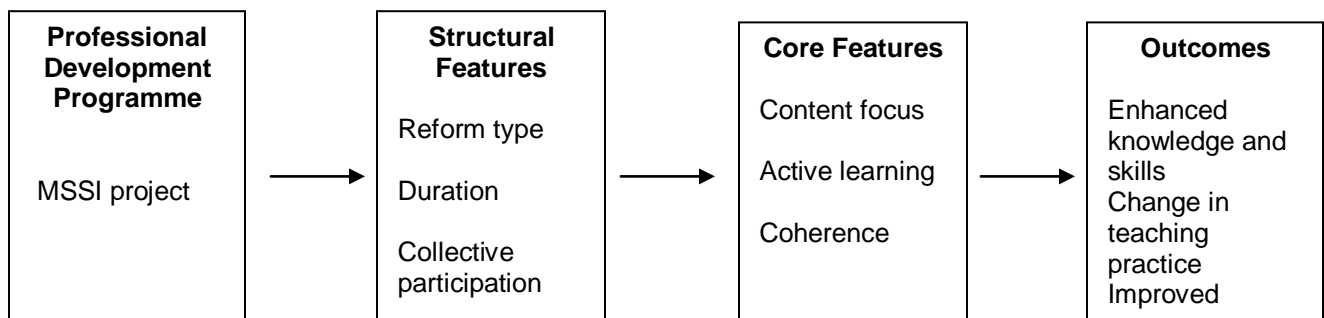 Professional
Development
Programme
MSSI project
Structural
Features
Reform type
Duration
Collective
participation
Core Features
Content focus
Active learning
Coherence
Outcomes
Enhanced
knowledge and
skills
Change in
teaching
practice
Improved